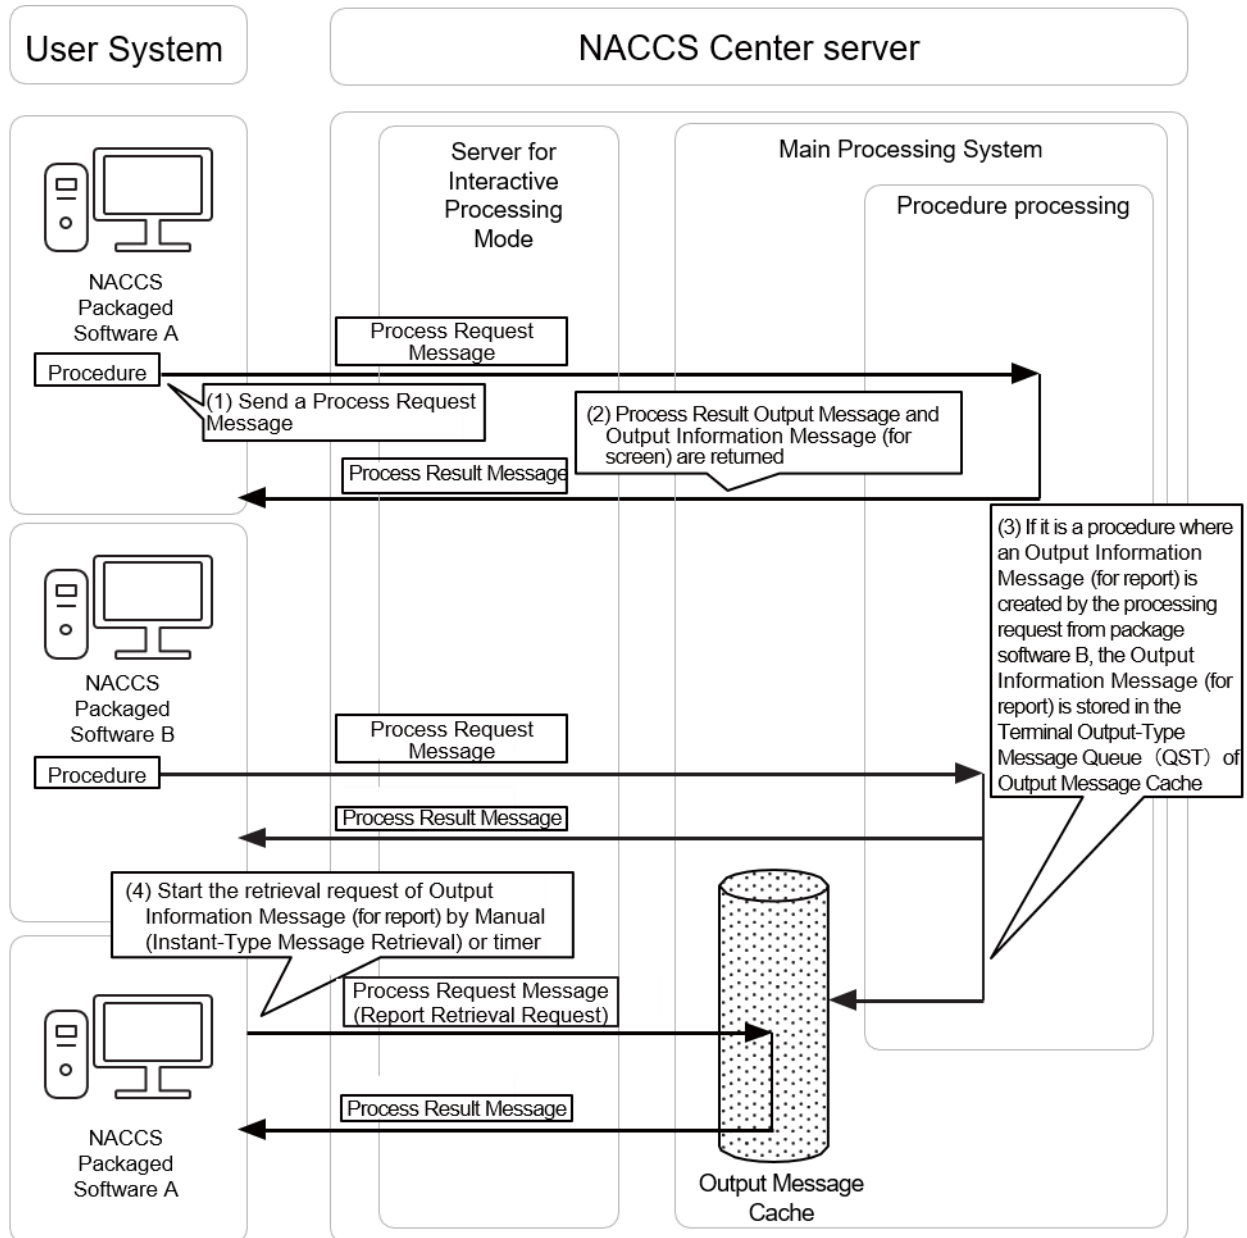 User System
NACCS Center server
Server for
Interactive
Processing
Mode
Main Processing System
Procedure processing
NACCS
Packaged
Software A
Procedure
Process Request
Message
(1) Send a Process Request
Message
(2) Process Result Output Message and
Output Information Message (for
screen) are returned
Process Result Message
(3) If it is a procedure where
an Output Information
Message (for report) is
created by the processing
request from package
software B, the Output
Information Message (for
report) is stored in the
Terminal Output-Type
Message Queue（QST）of
Output Message Cache
NACCS
Packaged
Software B
Procedure
Process Request
Message
Process Result Message
(4) Start the retrieval request of Output
Information Message (for report) by Manual
(Instant-Type Message Retrieval) or timer
Process Request Message
(Report Retrieval Request)
Process Result Message
NACCS
Packaged
Software A
Output Message
Cache